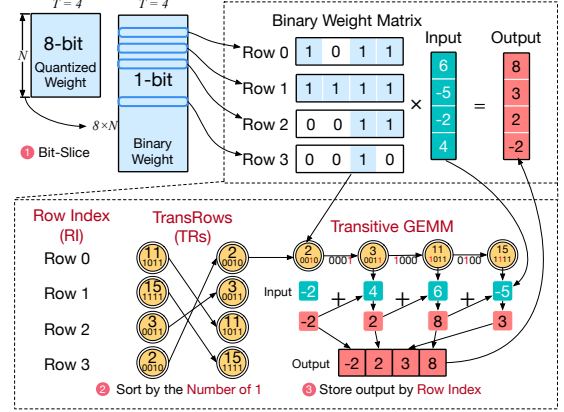 T = 4
T = 4
N
8-bit
Quantized
Weight
8×N
1 Bit-Slice
1-bit
Binary
Weight
Binary Weight Matrix
Input
Output
Row 0
1 0 1 1
Row 1
1 1 1 1
Row 2
0 0 1 1
Row 3
0 0 1 0
×
6
-5
-2
4
=
8
3
2
-2
Row Index
(RI)
Row 0
Row 1
Row 2
Row 3
TransRows
(TRs)
11
1011
15
1111
3
0011
2
0010
2
0010
3
0011
11
1011
15
1111
2 Sort by the Number of 1
Transitive GEMM
2
0010
0001
3
0011
1000
11
1011
0100
15
1111
Input
-2 + 4 + 6 + -5
-2 2 8 3
Output
-2 2 3 8
3 Store output by Row Index